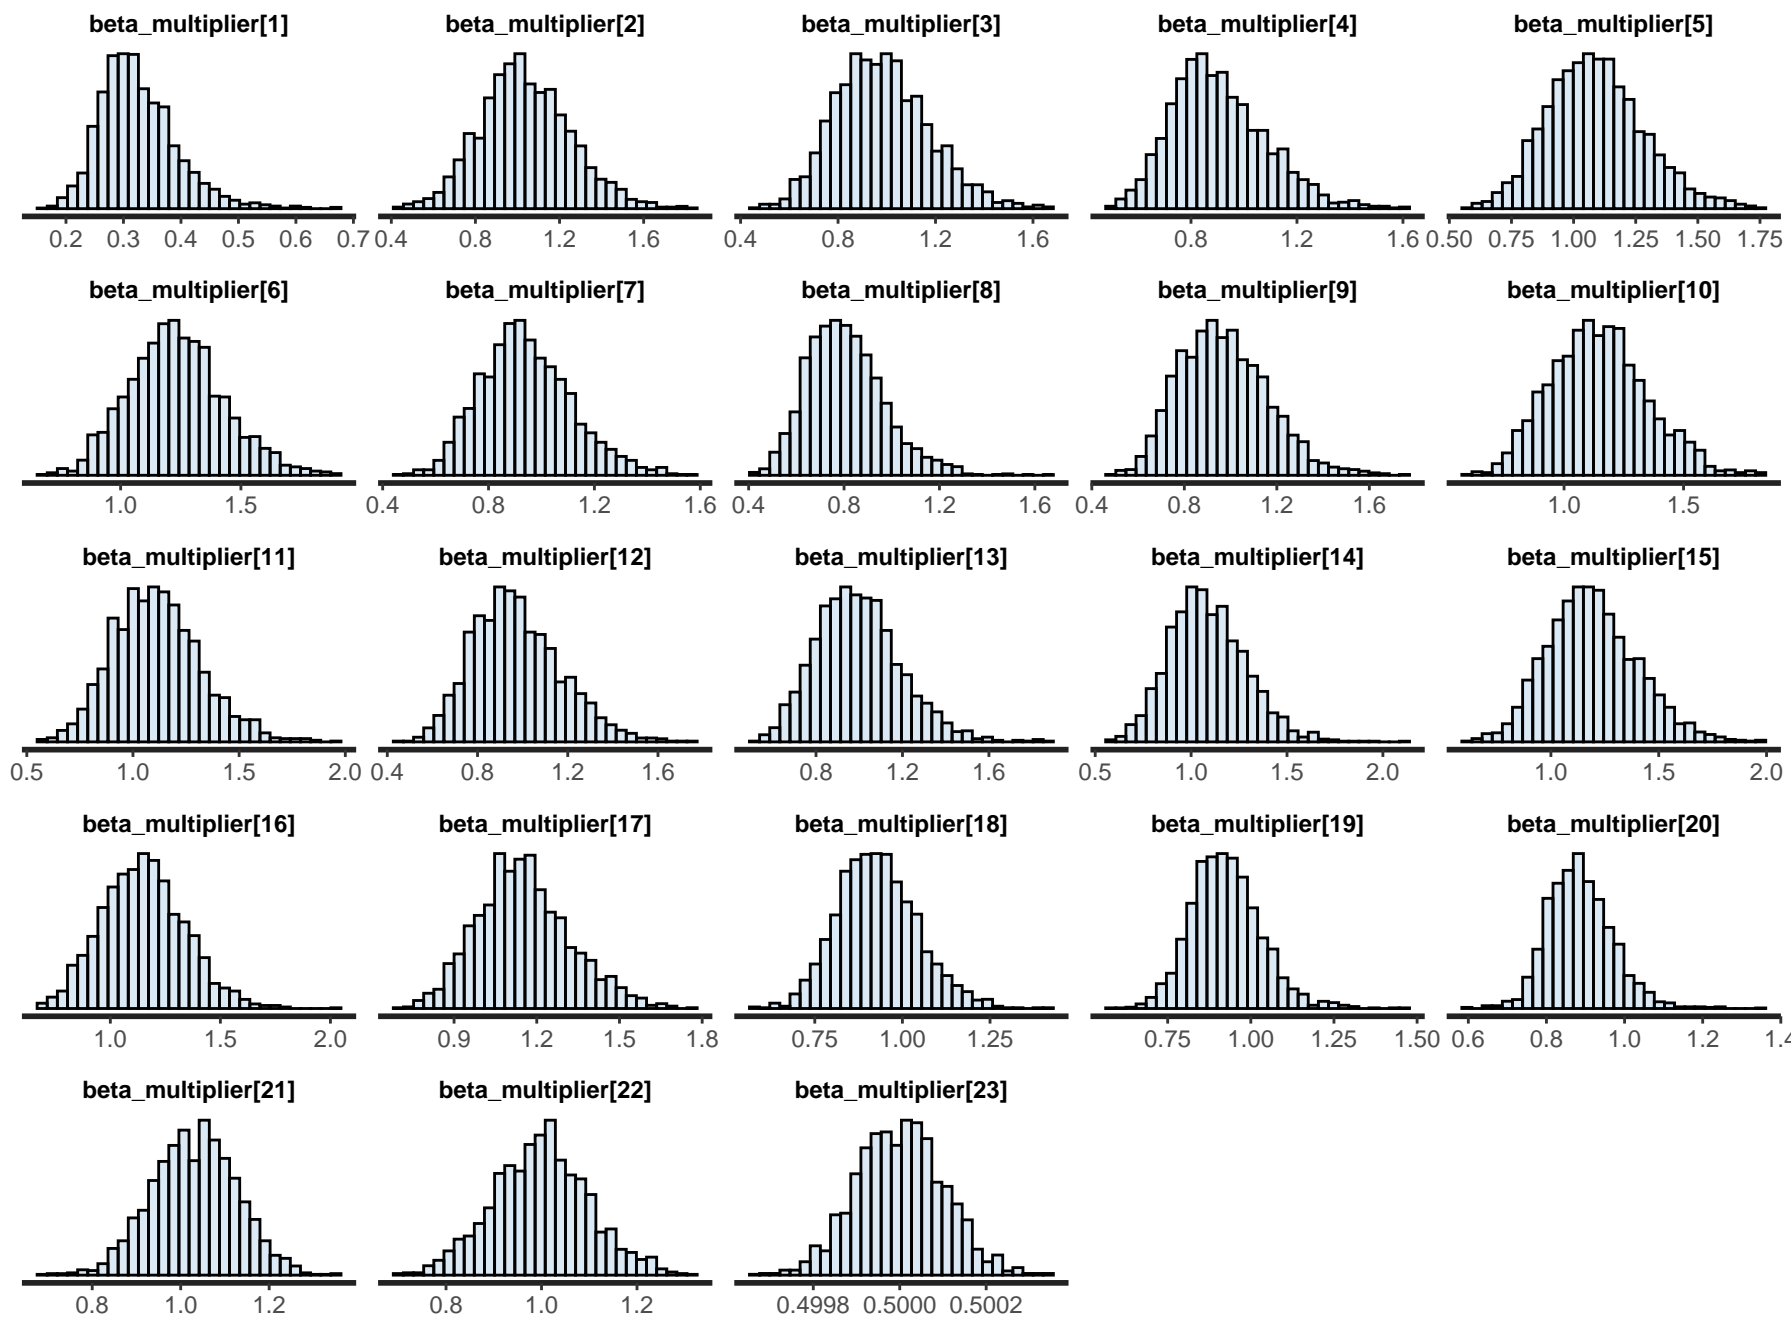 beta_multiplier[1] beta_multiplier[2] beta_multiplier[3] beta_multiplier[4] beta_multiplier[5]
0.2 0.3 0.4 0.5 0.6 0.7 0.4 0.8 1.2 1.6 0.4 0.8 1.2 1.6 0.8 1.2 1.6 0.50 0.75 1.00 1.25 1.50 1.75
beta_multiplier[6] beta_multiplier[7] beta_multiplier[8] beta_multiplier[9] beta_multiplier[10]
1.0 1.5 0.4 0.8 1.2 1.6 0.4 0.8 1.2 1.6 0.4 0.8 1.2 1.6 1.0 1.5
beta_multiplier[11] beta_multiplier[12] beta_multiplier[13] beta_multiplier[14] beta_multiplier[15]
0.5 1.0 1.5 2.0 0.4 0.8 1.2 1.6 0.8 1.2 1.6 0.5 1.0 1.5 2.0 1.0 1.5 2.0
beta_multiplier[16] beta_multiplier[17] beta_multiplier[18] beta_multiplier[19] beta_multiplier[20]
1.0 1.5 2.0 0.9 1.2 1.5 1.8 0.75 1.00 1.25 0.75 1.00 1.25 1.50 0.6 0.8 1.0 1.2
beta_multiplier[21] beta_multiplier[22] beta_multiplier[23]
0.8 1.0 1.2 0.8 1.0 1.2 0.4998 0.5000 0.5002